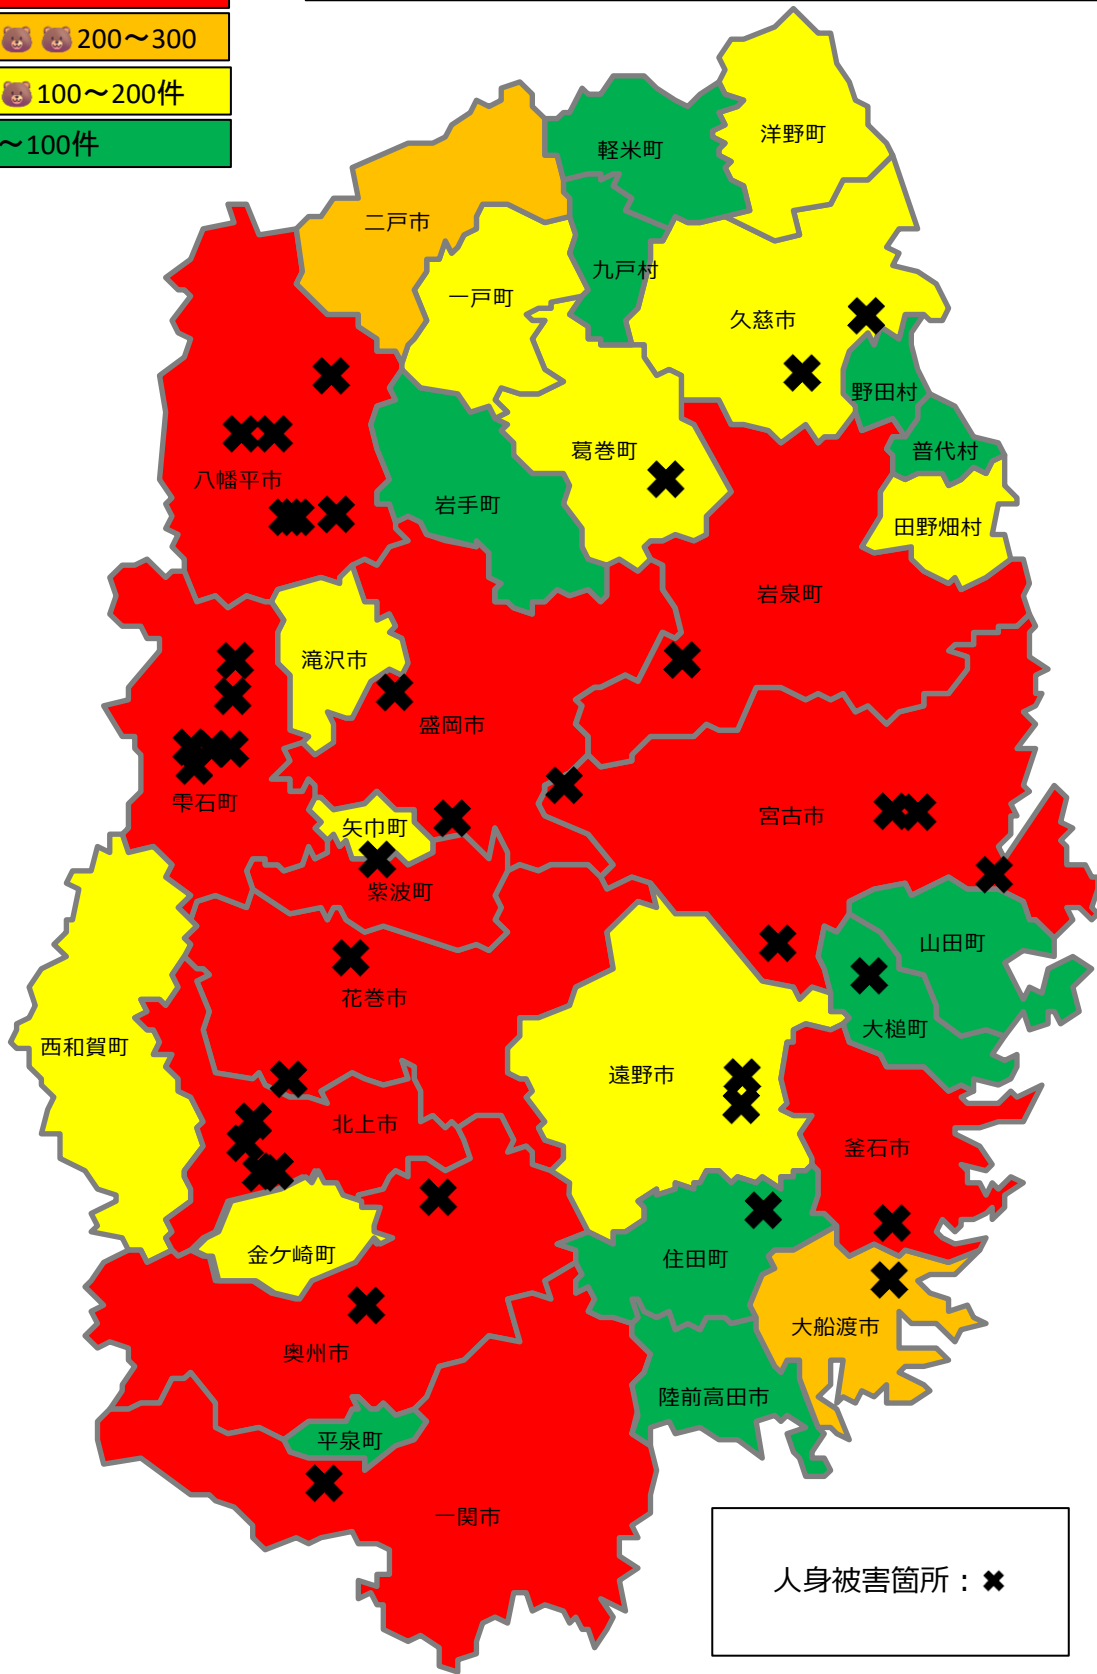 200～300
100～200件
～100件
洋野町
軽米町
二戸市
九戸村
一戸町
久慈市
野田村
普代村
葛巻町
八幡平市
岩手町
田野畑村
岩泉町
滝沢市
盛岡市
雫石町
宮古市
矢巾町
紫波町
山田町
花巻市
大槌町
西和賀町
遠野市
北上市
釜石市
金ケ崎町
住田町
大船渡市
奥州市
陸前高田市
平泉町
一関市
人身被害箇所：✖